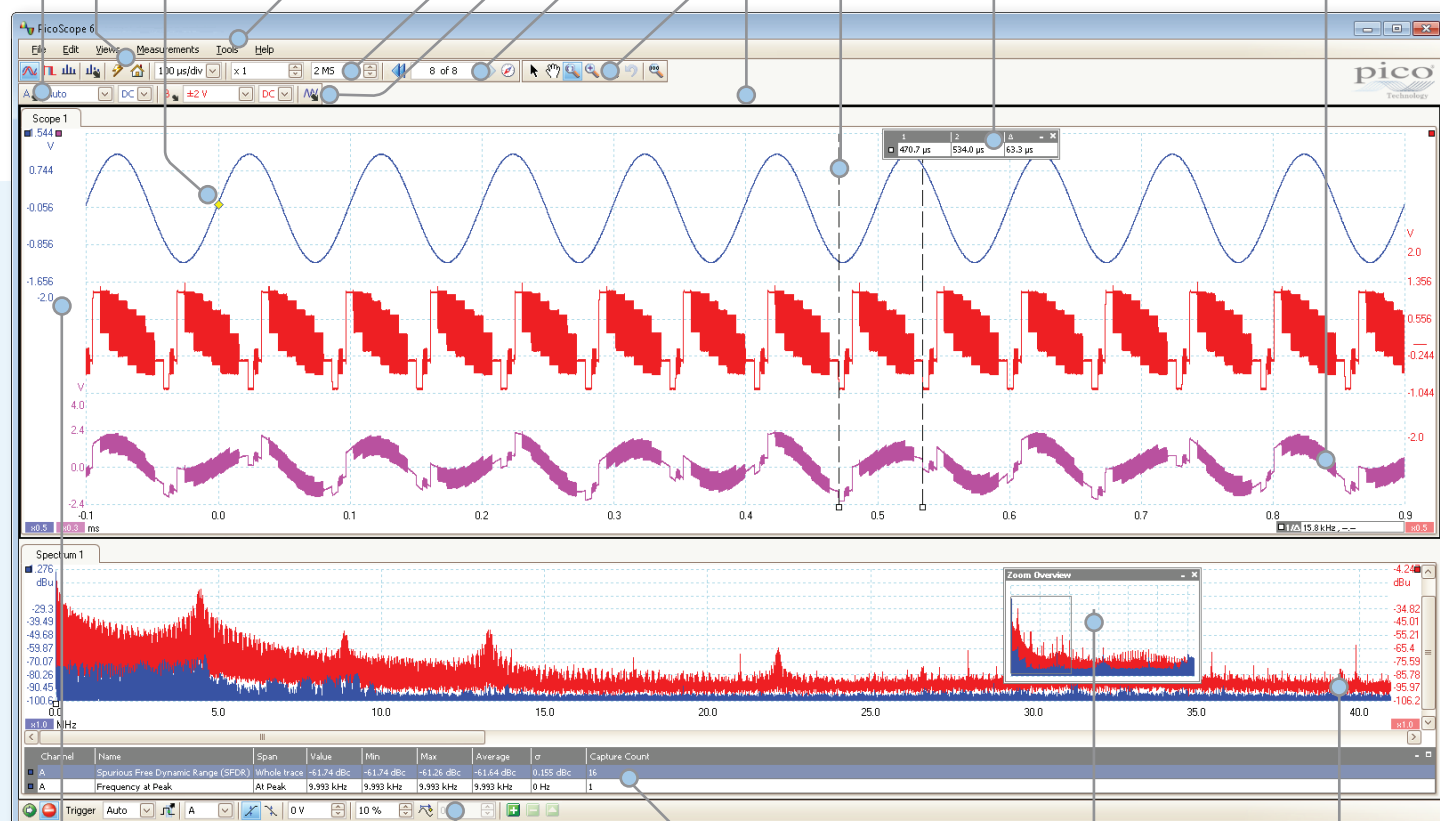 PicoScope 6
File Edit Views Measurements Tools Help
100 µs/div x 1 2 MS 8 of 8
pico
Technology
A Auto DC B ±2 V DC
Scope 1
1.544
V
0.744
-0.056
-0.856
-1.656
-2.0
1 2 Δ
470.7 µs 534.0 µs 63.3 µs
V
2.0
1.356
0.556
-0.244
-1.044
-2.0
V
4.0
2.4
0.0
-2.4
-0.1 0.0 0.1 0.2 0.3 0.4 0.5 0.6 0.7 0.8 0.9
x0.5 x0.3 ms
1/Δ 15.8 kHz , --.-- x0.5
Spectrum 1
1.276
dBu
-29.3
-39.49
-49.68
-59.87
-70.07
-80.26
-90.45
-100.6
Zoom Overview
-4.24
dBu
-34.82
-45.01
-55.21
-65.4
-75.59
-85.78
-95.97
-106.2
0.0 5.0 10.0 15.0 20.0 25.0 30.0 35.0 40.0
x1.0 MHz x1.0
Channel Name Span Value Min Max Average σ Capture Count
A Spurious Free Dynamic Range (SFDR) Whole trace -61.74 dBc -61.74 dBc -61.26 dBc -61.64 dBc 0.155 dBc 16
A Frequency at Peak At Peak 9.993 kHz 9.993 kHz 9.993 kHz 9.993 kHz 0 Hz 1
Trigger Auto A 0 V 10 %